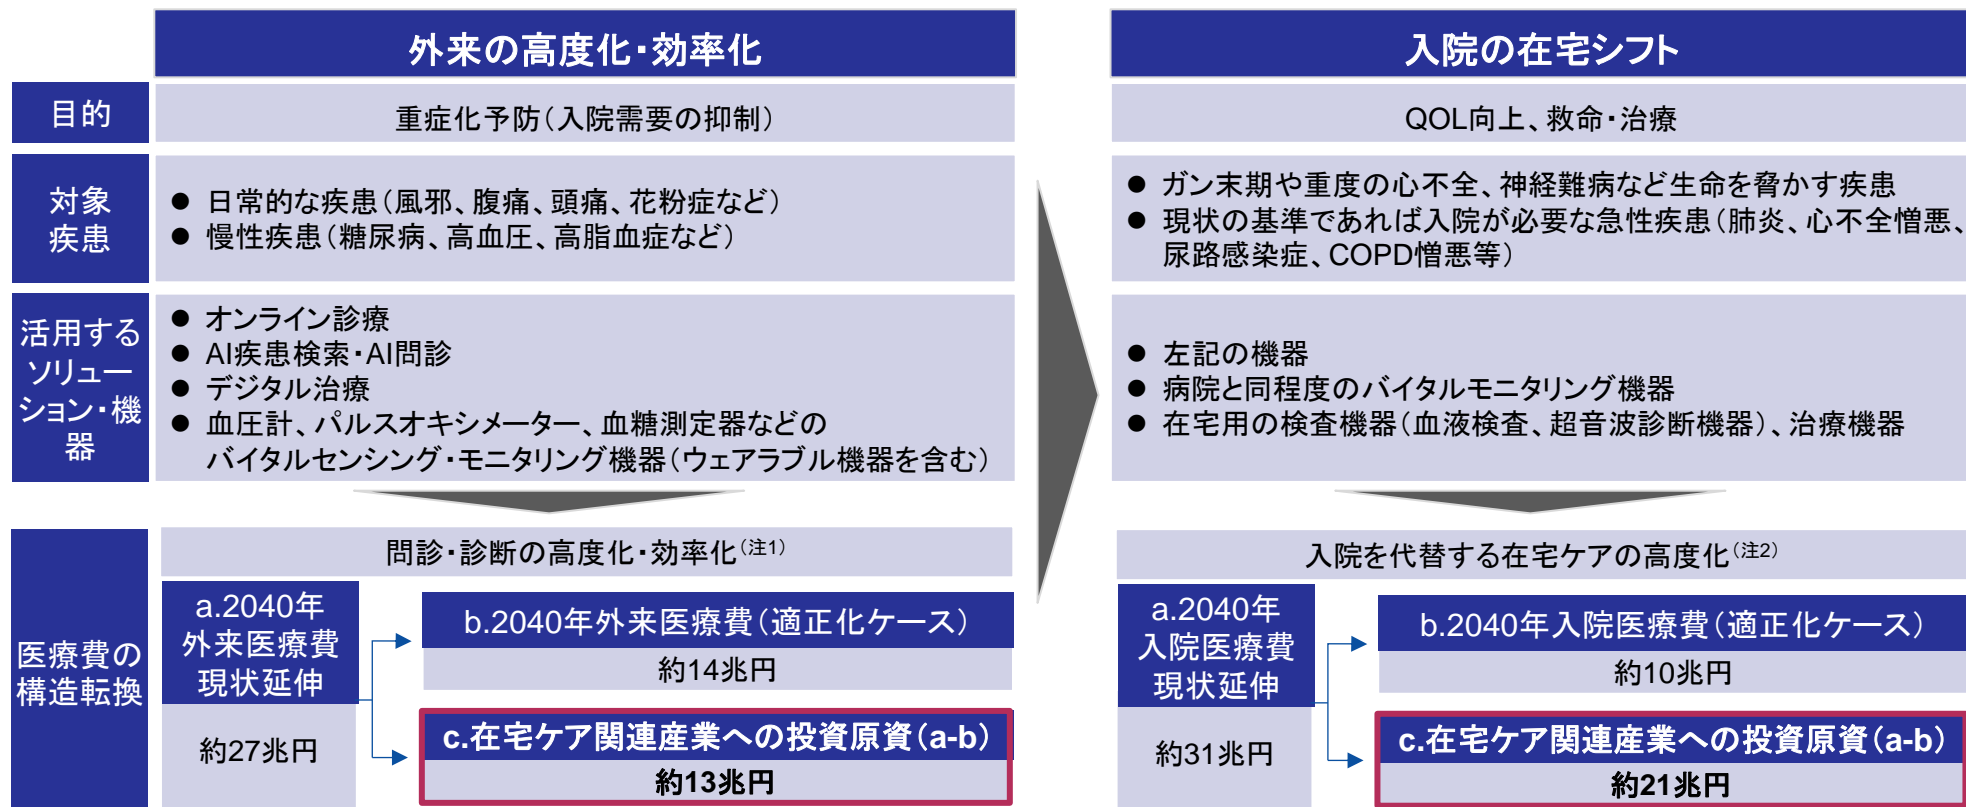 外来の高度化・効率化
入院の在宅シフト
目的
重症化予防(入院需要の抑制)
QOL向上、救命・治療
対象
疾患
● 日常的な疾患(風邪、腹痛、頭痛、花粉症など)
● 慢性疾患(糖尿病、高血圧、高脂血症など)
● ガン末期や重度の心不全、神経難病など生命を脅かす疾患
● 現状の基準であれば入院が必要な急性疾患(肺炎、心不全憎悪、
尿路感染症、COPD憎悪等)
活用する
ソリュー
ション・機
器
● オンライン診療
● AI疾患検索・AI問診
● デジタル治療
● 血圧計、パルスオキシメーター、血糖測定器などの
バイタルセンシング・モニタリング機器(ウェアラブル機器を含む)
● 左記の機器
● 病院と同程度のバイタルモニタリング機器
● 在宅用の検査機器(血液検査、超音波診断機器)、治療機器
医療費の
構造転換
問診・診断の高度化・効率化(注1)
a.2040年
外来医療費
現状延伸
約27兆円
b.2040年外来医療費(適正化ケース)
約14兆円
c.在宅ケア関連産業への投資原資(a-b)
約13兆円
入院を代替する在宅ケアの高度化(注2)
a.2040年
入院医療費
現状延伸
約31兆円
b.2040年入院医療費(適正化ケース)
約10兆円
c.在宅ケア関連産業への投資原資(a-b)
約21兆円